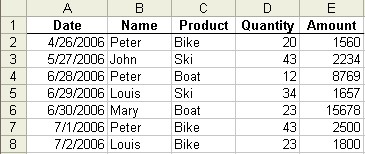 A B C D E
1 Date Name Product Quantity Amount
2 4/26/2006 Peter Bike 20 1560
3 5/27/2006 John Ski 43 2234
4 6/28/2006 Peter Boat 12 8769
5 6/29/2006 Louis Ski 34 1657
6 6/30/2006 Mary Boat 23 15678
7 7/1/2006 Peter Bike 43 2500
8 7/2/2006 Louis Bike 23 1800